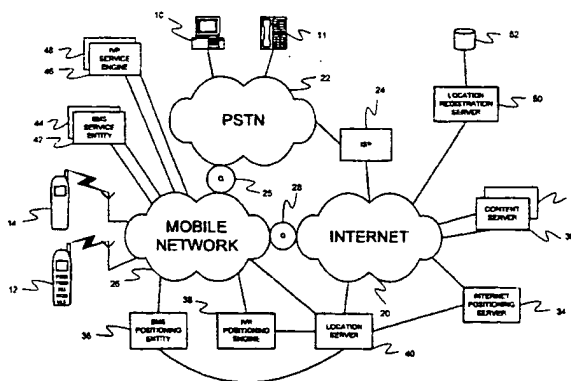 10
11
48
IVR
SERVICE
ENGINE
46
22
24
52
PSTN
LOCATION
REGISTRATION
SERVER
50
44
SMS
SERVICE
ENTITY
42
ISP
G
25
28
14
MOBILE
NETWORK
G
INTERNET
CONTENT
SERVER
12
26
38
20
INTERNET
POSITIONING
SERVER
34
36
SMS
POSITIONING
ENTITY
IVR
POSITIONING
ENGINE
LOCATION
SERVER
40